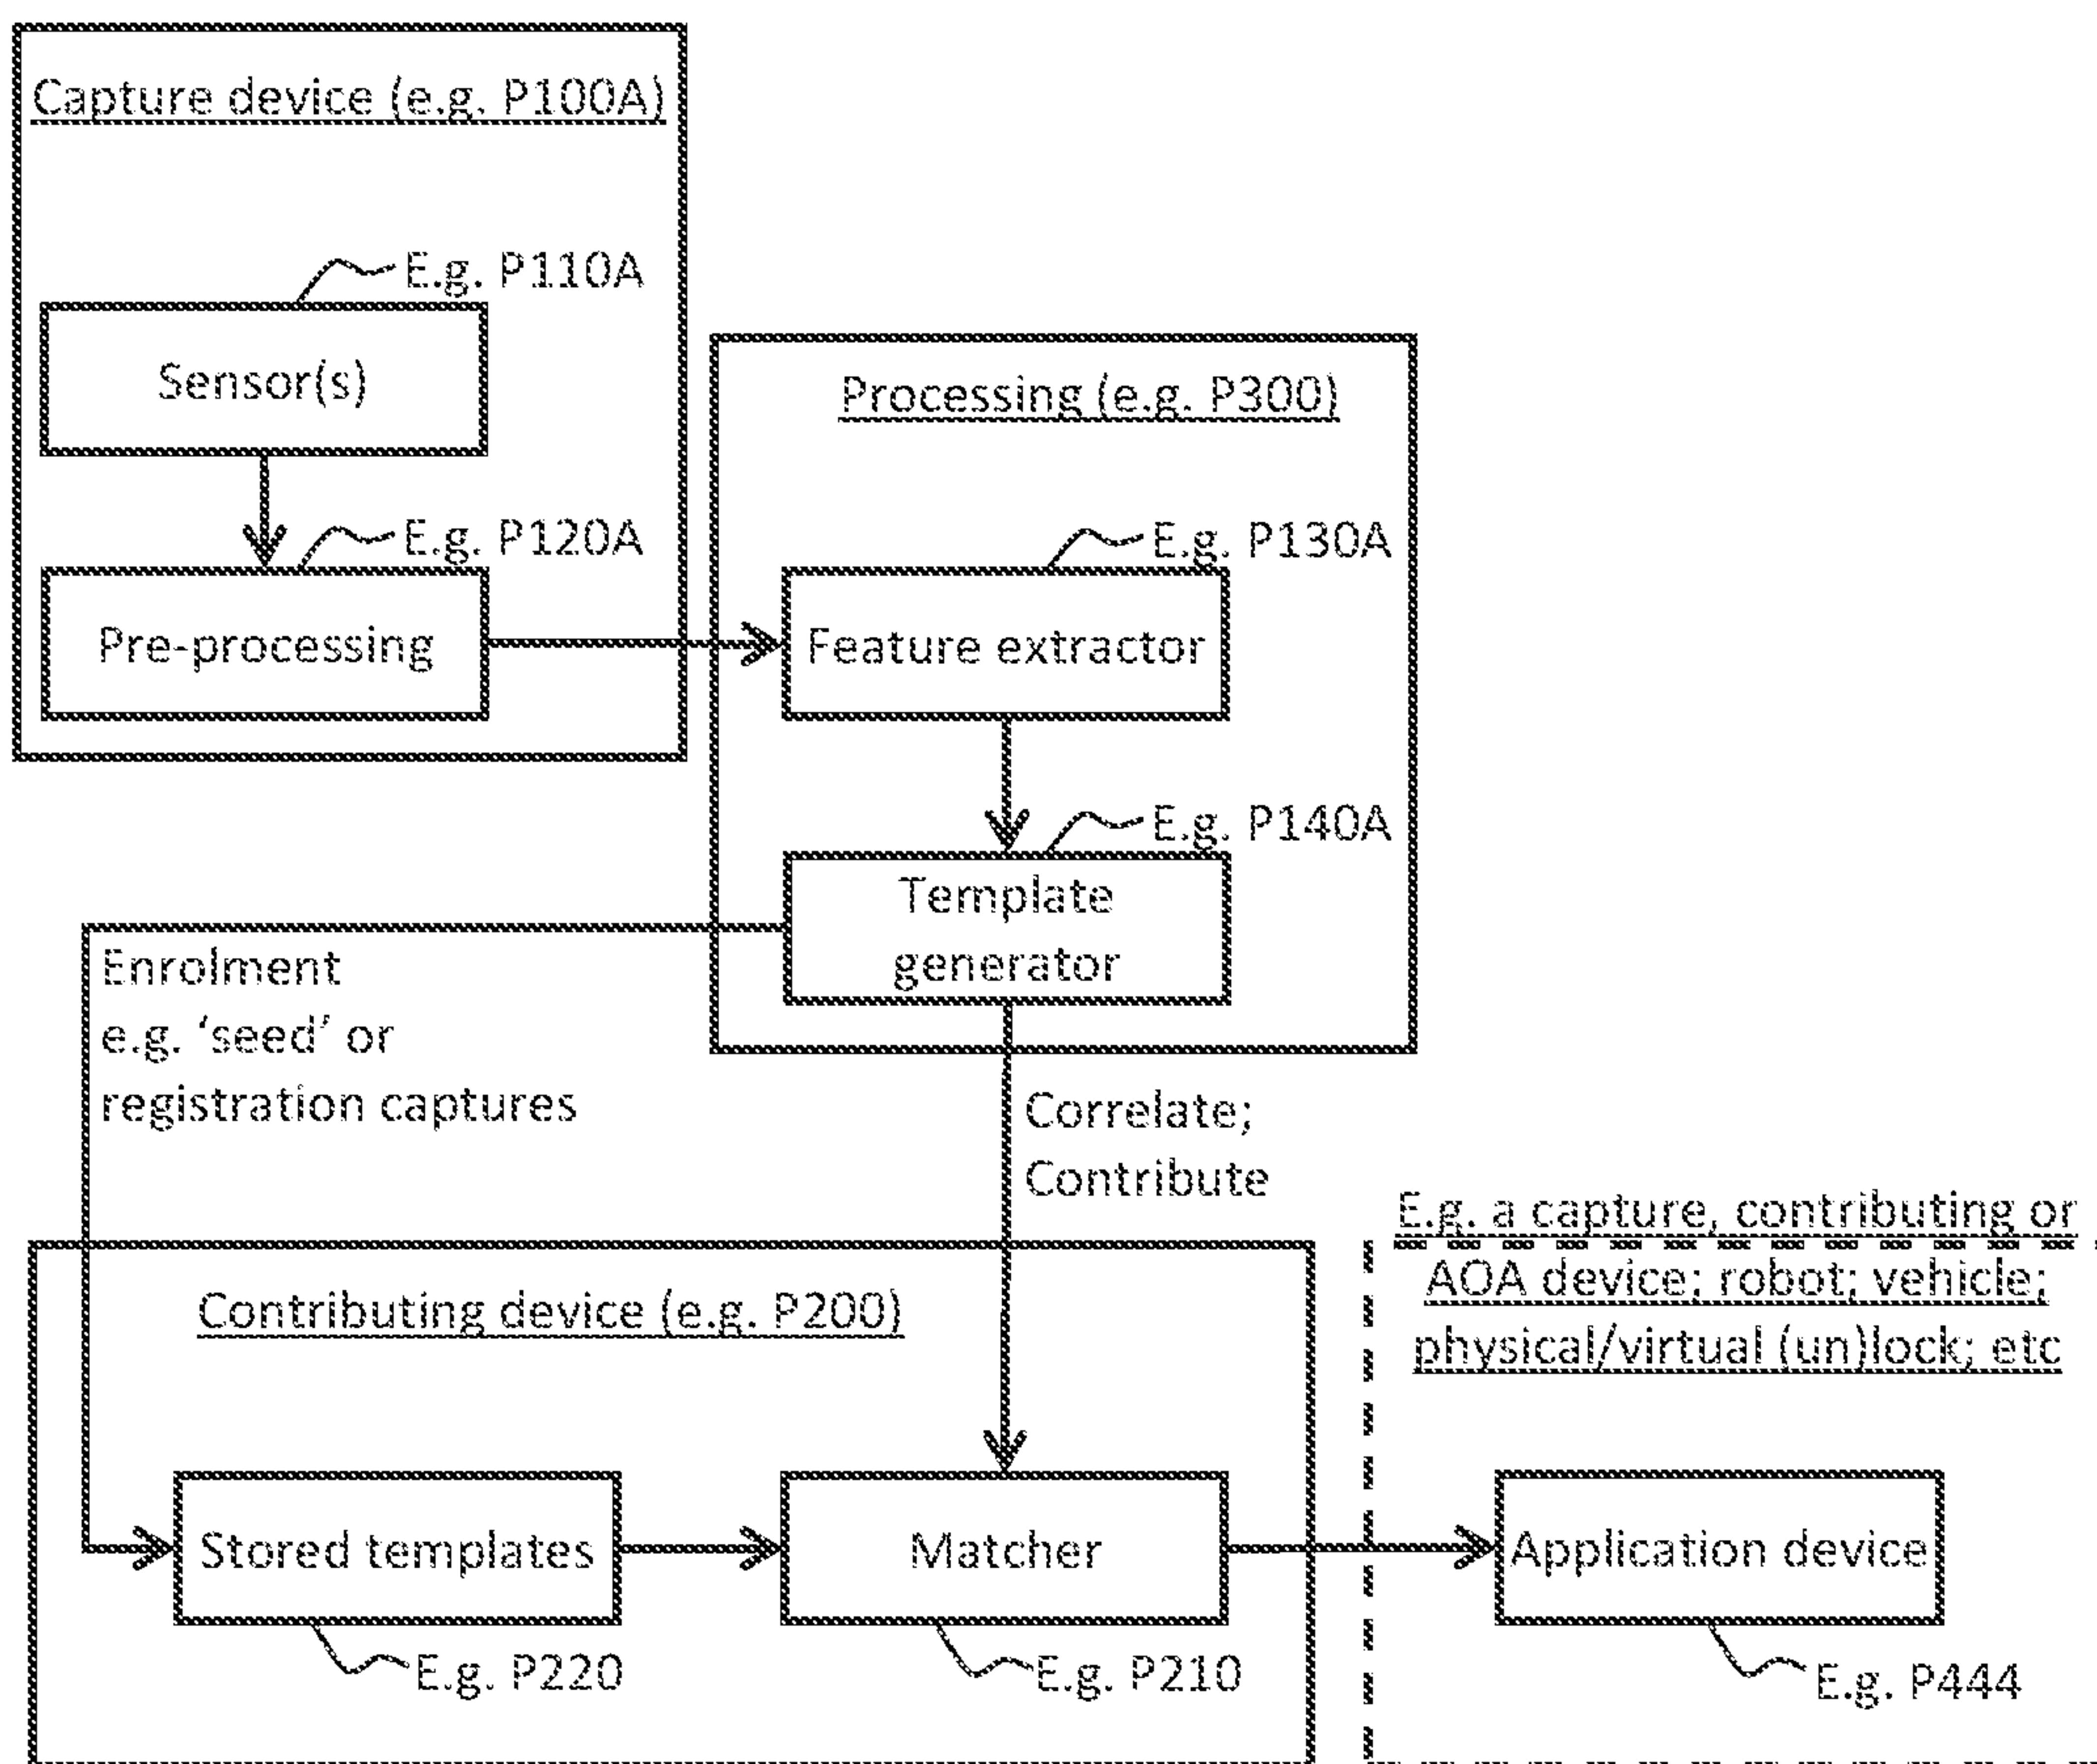 Capture device (e.g. P100A)
E.g. P110A
Sensor(s)
E.g. P120A
Pre-processing
Processing (e.g. P300)
E.g. P130A
Feature extractor
E.g. P140A
Template
generator
Enrolment
e.g. ‘seed’ or
registration captures
Correlate;
Contribute
Contributing device (e.g. P200)
Stored templates
E.g. P220
Matcher
E.g. P210
E.g. a capture, contributing or
AOA device; robot; vehicle;
physical/virtual (un)lock; etc
Application device
E.g. P444